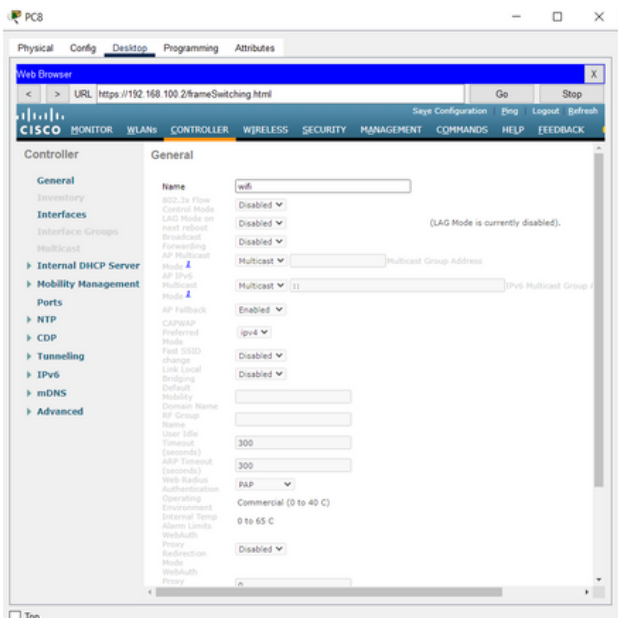 PC8
Physical Config Desktop Programming Attributes
Web Browser X
< > URL https://192.168.100.2/frameSwitching.html Go Stop
Save Configuration Ping Logout Refresh
CISCO MONITOR WLANs CONTROLLER WIRELESS SECURITY MANAGEMENT COMMANDS HELP FEEDBACK
Controller General
General
Inventory
Interfaces
Interface Groups
Multicast
Internal DHCP Server
Mobility Management
Ports
NTP
CDP
Tunneling
IPv6
mDNS
Advanced
Name wifi
802.3x Flow
Control Mode Disabled
LAG Mode on
next reboot Disabled (LAG Mode is currently disabled).
Broadcast
Forwarding Disabled
AP Multicast
Mode 1 Multicast Multicast Group Address
AP IPv6
Multicast
Mode 1 Multicast :: IPv6 Multicast Group
AP Fallback Enabled
CAPWAP
Preferred
Mode ipv4
Fast SSID
change Disabled
Link Local
Bridging Disabled
Default
Mobility
Domain Name
RF Group
Name
User Idle
Timeout
(seconds) 300
ARP Timeout
(seconds) 300
Web Radius
Authentication PAP
Operating
Environment Commercial (0 to 40 C)
Internal Temp
Alarm Limits 0 to 65 C
WebAuth
Proxy
Redirection
Mode Disabled
WebAuth
Proxy 0
Top